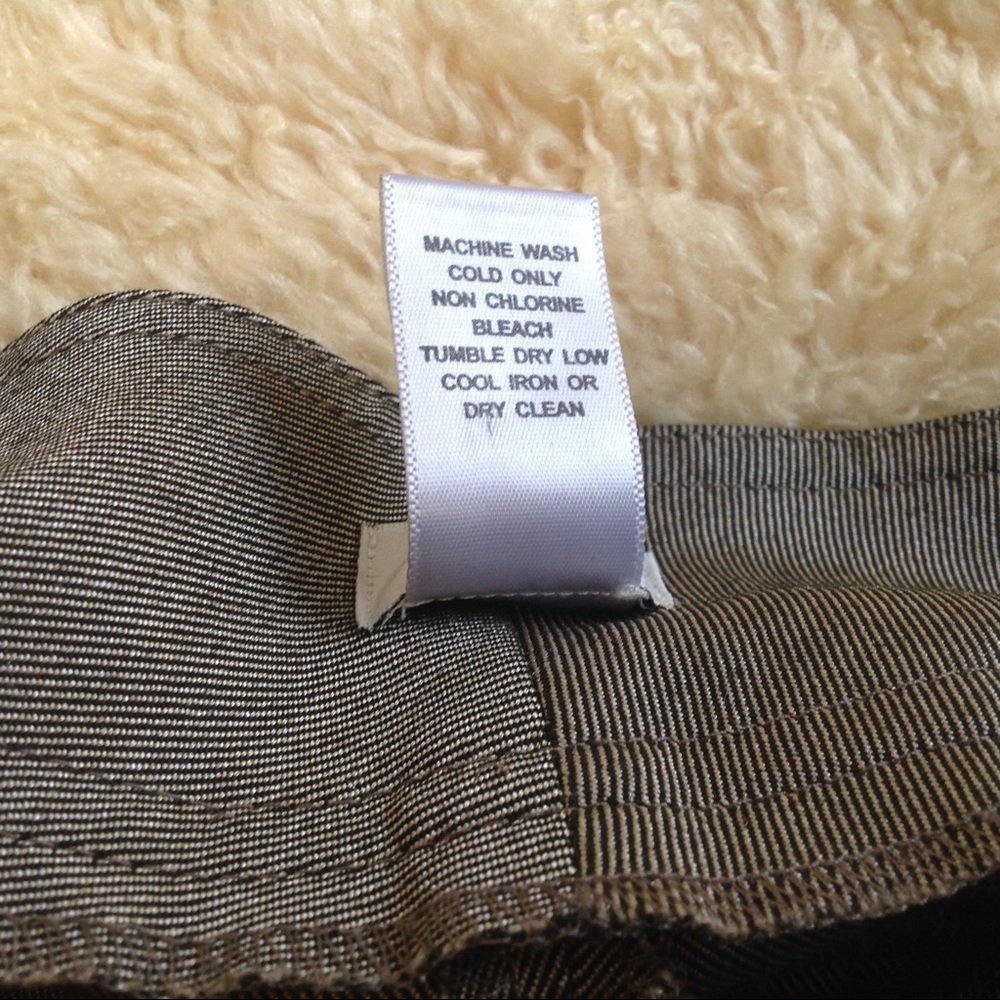 MACHINE WASH
COLD ONLY
NON CHLORINE
BLEACH
TUMBLE DRY LOW
COOL IRON OR
DRY CLEAN